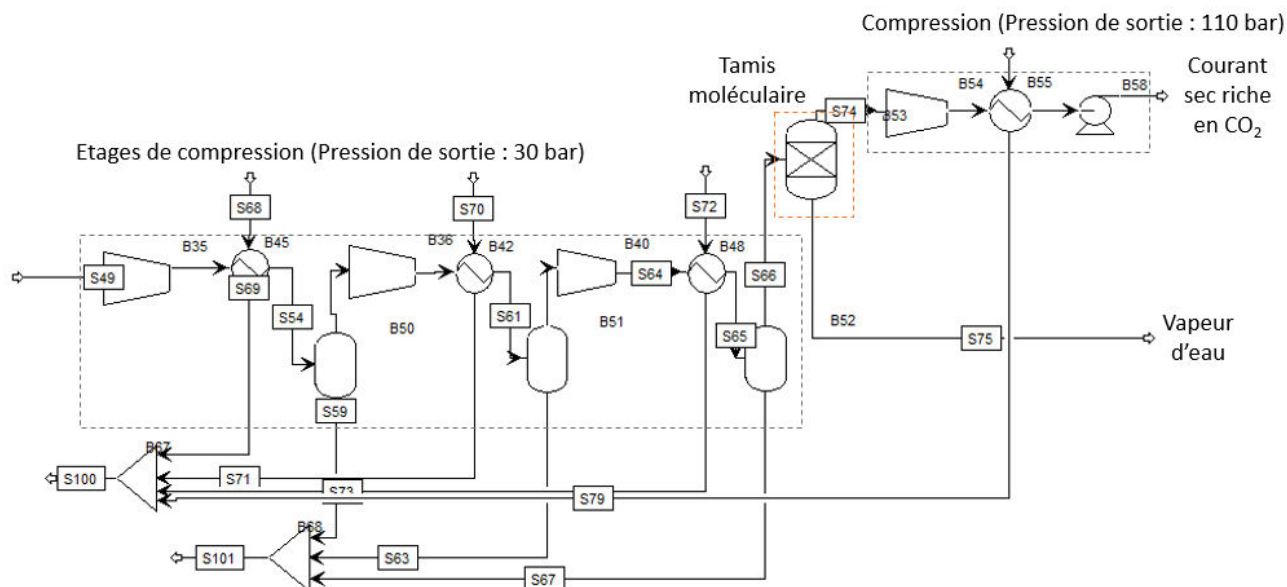 Compression (Pression de sortie : 110 bar)
Tamis
moléculaire
B54
B55
B58
Courant
sec riche
en CO2
S74
B53
Etages de compression (Pression de sortie : 30 bar)
S68
S70
S72
B35
B45
B36
B42
B40
B48
S49
S69
S64
S66
S54
B50
S61
B51
S65
B52
S75
Vapeur
d'eau
S59
B67
S100
S71
S73
S79
B68
S101
S63
S67